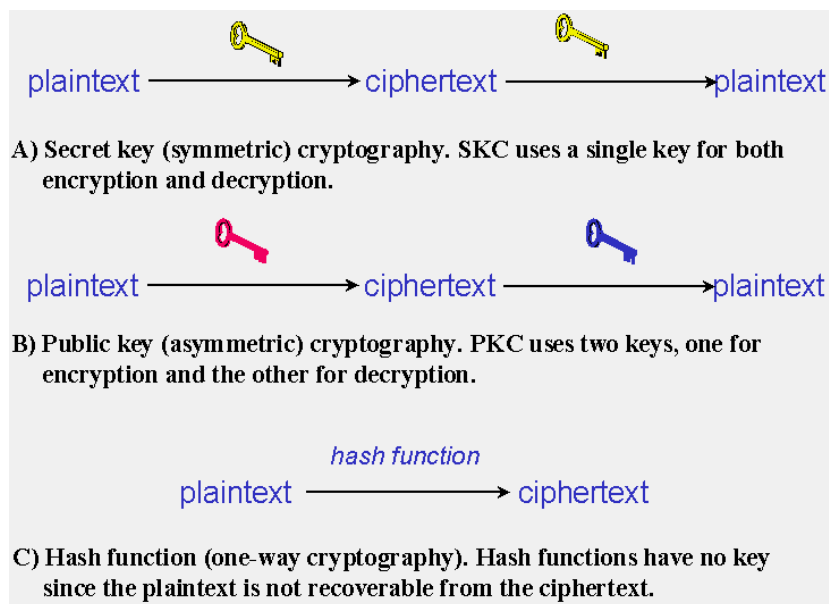 plaintext ciphertext plaintext
A) Secret key (symmetric) cryptography. SKC uses a single key for both
encryption and decryption.
plaintext ciphertext plaintext
B) Public key (asymmetric) cryptography. PKC uses two keys, one for
encryption and the other for decryption.
hash function
plaintext ciphertext
C) Hash function (one-way cryptography). Hash functions have no key
since the plaintext is not recoverable from the ciphertext.